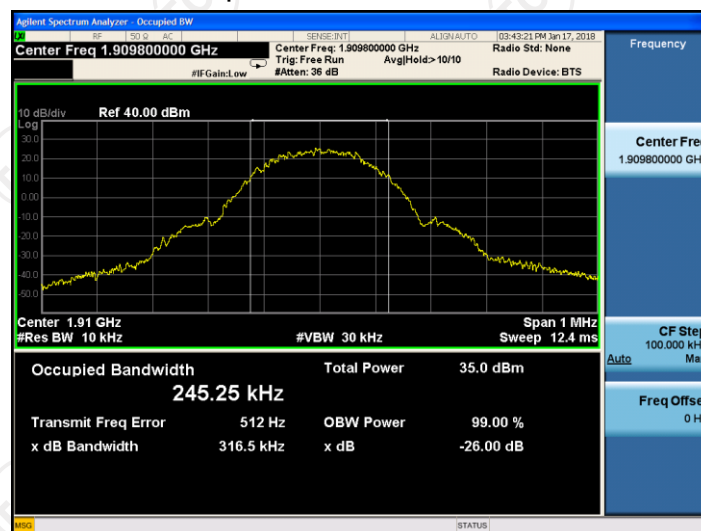 Agilent Spectrum Analyzer - Occupied BW
LXI RF 50 Ω AC SENSE:INT ALIGNAUTO 03:43:21 PM Jan 17, 2018
Center Freq 1.909800000 GHz Center Freq: 1.909800000 GHz Radio Std: None
Trig: Free Run Avg|Hold:> 10/10
#IFGain:Low #Atten: 36 dB Radio Device: BTS
10 dB/div Ref 40.00 dBm
Log
30.0
20.0
10.0
0.00
-10.0
-20.0
-30.0
-40.0
-50.0
Center 1.91 GHz Span 1 MHz
#Res BW 10 kHz #VBW 30 kHz Sweep 12.4 ms
Occupied Bandwidth Total Power 35.0 dBm
245.25 kHz
Transmit Freq Error 512 Hz OBW Power 99.00 %
x dB Bandwidth 316.5 kHz x dB -26.00 dB
MSG STATUS
Frequency
Center Fre
1.909800000 GH
CF Step
100.000 kH
Auto Ma
Freq Offse
0 H